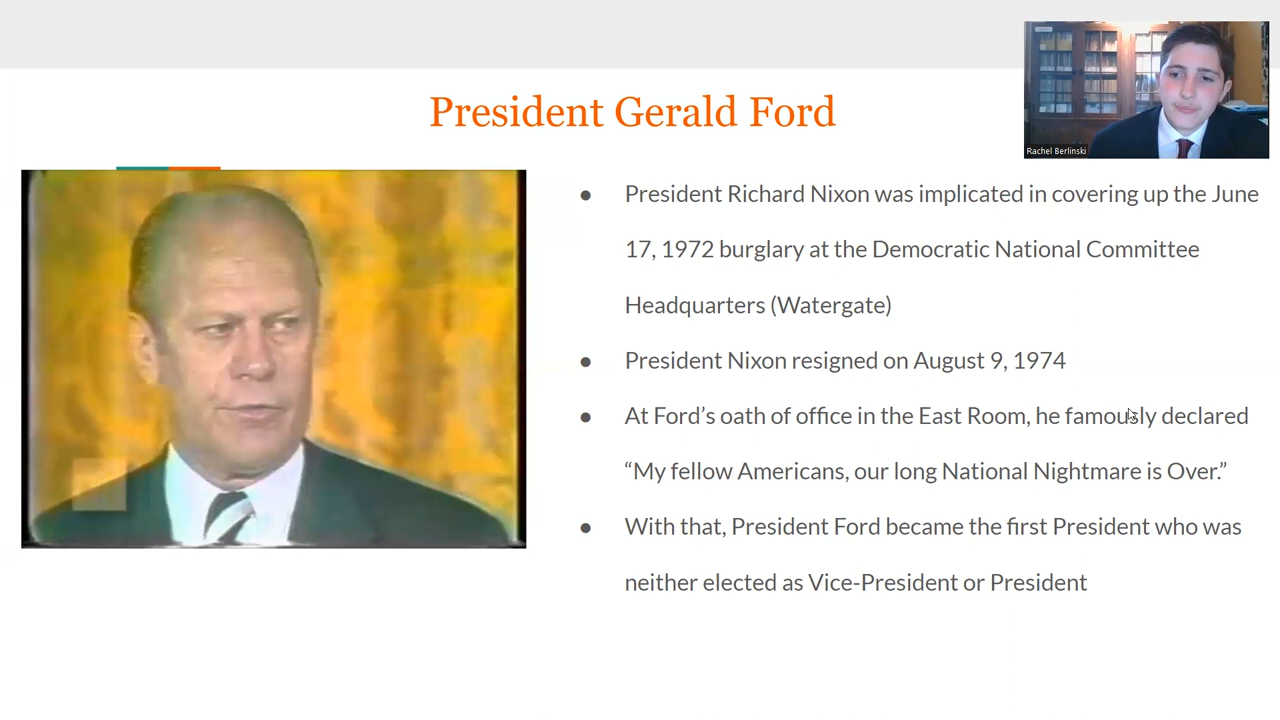 President Gerald Ford
Rachel Berlinski
● President Richard Nixon was implicated in covering up the June
17, 1972 burglary at the Democratic National Committee
Headquarters (Watergate)
● President Nixon resigned on August 9, 1974
● At Ford’s oath of office in the East Room, he famously declared
“My fellow Americans, our long National Nightmare is Over.”
● With that, President Ford became the first President who was
neither elected as Vice-President or President